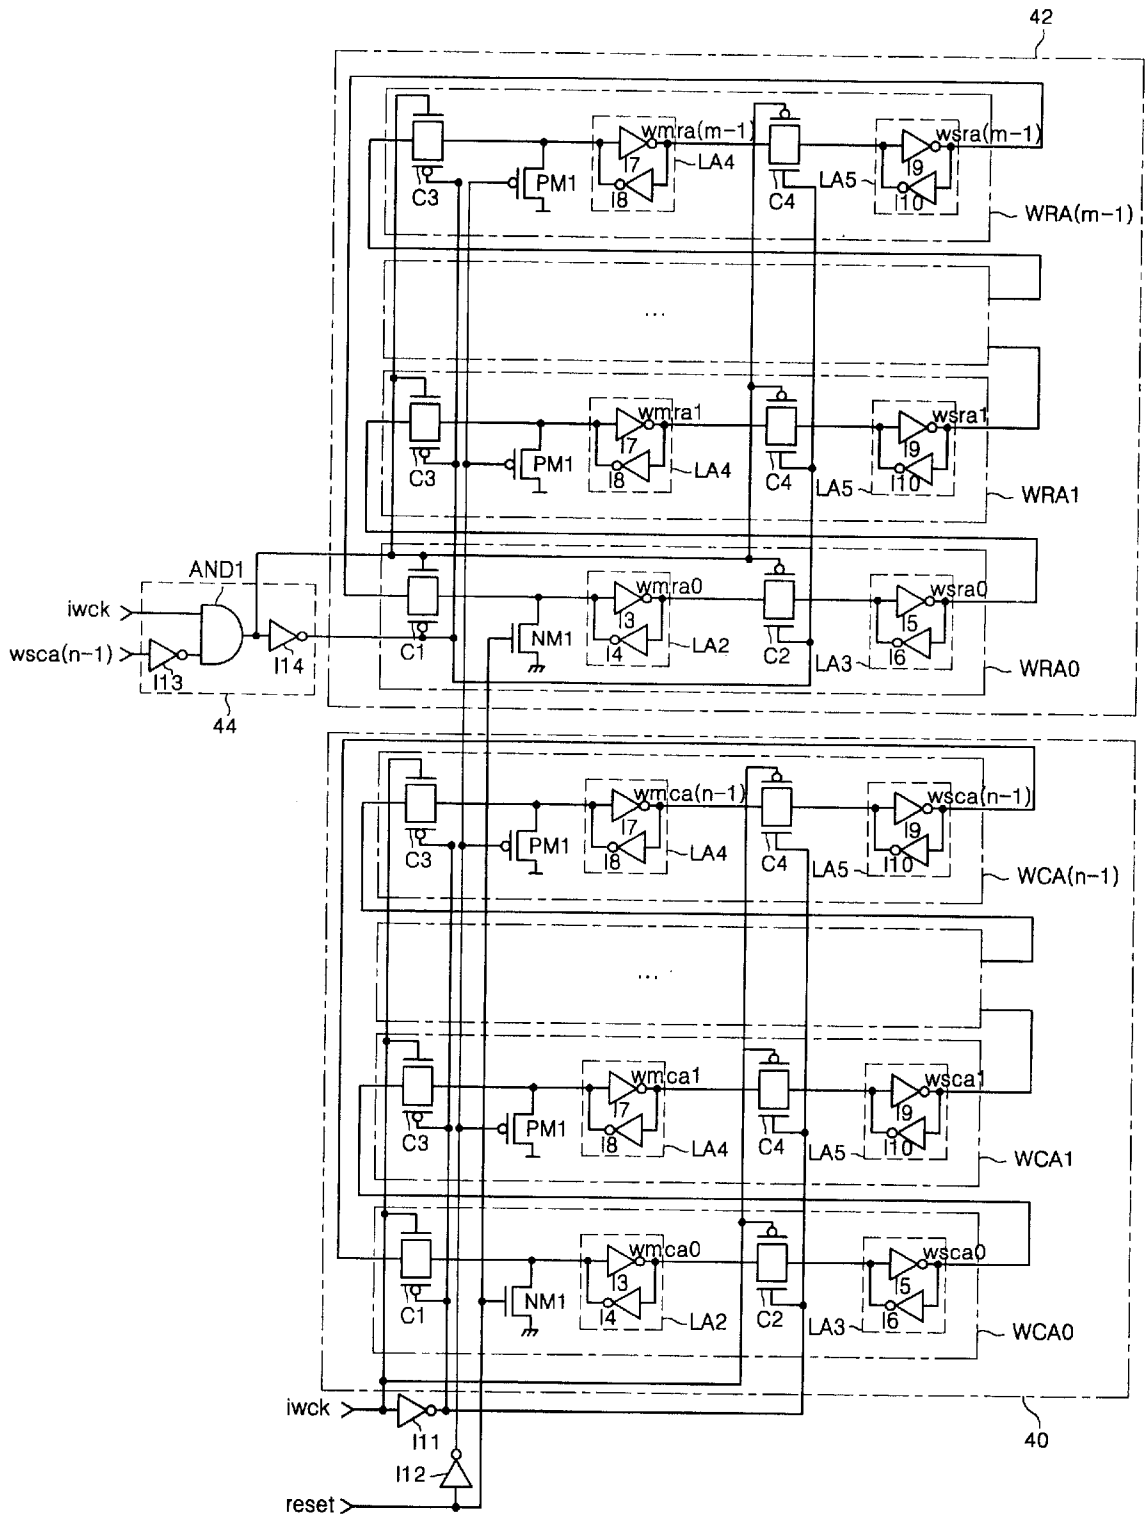 42
wmra(m-1)
wsra(m-1)
C3
PM1
I7
I8
LA4
C4
LA5
I9
I10
WRA(m-1)
...
wmra1
wsra1
C3
PM1
I7
I8
LA4
C4
LA5
I9
I10
WRA1
AND1
iwck
wsca(n-1)
I13
I14
44
wmra0
wsra0
C1
NM1
I3
I4
LA2
C2
LA3
I5
I6
WRA0
wmca(n-1)
wsca(n-1)
C3
PM1
I7
I8
LA4
C4
LA5
I9
I10
WCA(n-1)
...
wmca1
wsca1
C3
PM1
I7
I8
LA4
C4
LA5
I9
I10
WCA1
wmca0
wsca0
C1
NM1
I3
I4
LA2
C2
LA3
I5
I6
WCA0
iwck
I11
40
I12
reset